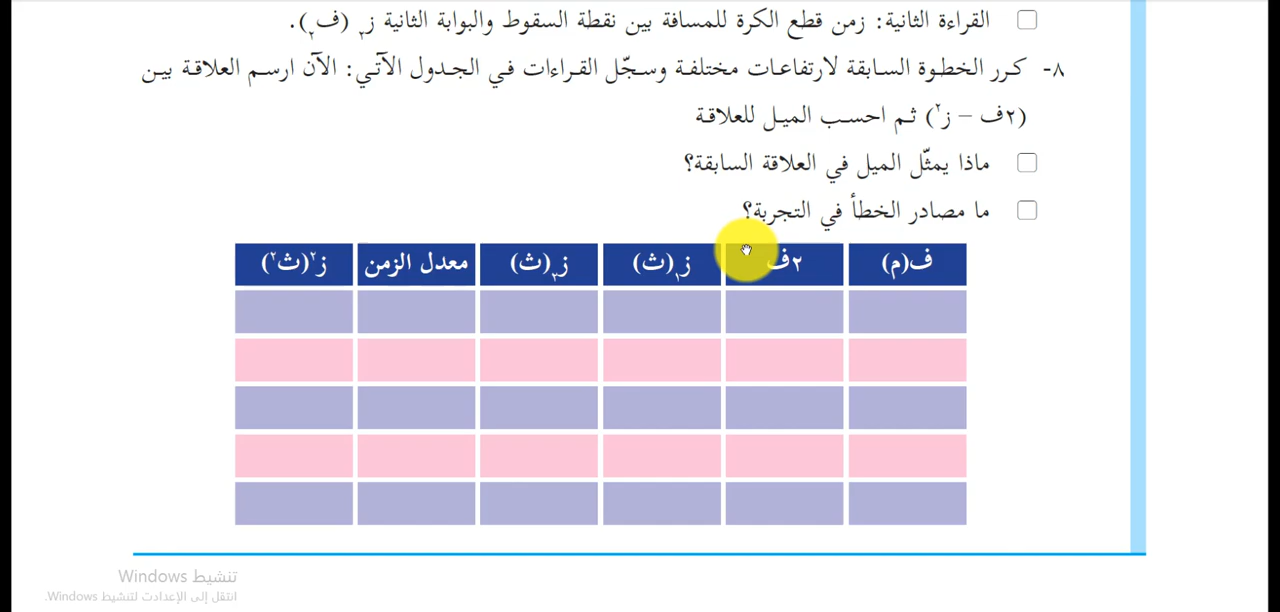 القراءة الثانية: زمن قطع الكرة للمسافة بين نقطة السقوط والبوابة الثانية ز٢ (ف٢).
٨- كرر الخطوة السابقة لارتفاعات مختلفة وسجّل القراءات في الجدول الآتي: الآن ارسم العلاقة بين
(٢ف – ز٢) ثم احسب الميل للعلاقة
ماذا يمثّل الميل في العلاقة السابقة؟
ما مصادر الخطأ في التجربة؟
ف(م) ٢ف ز١(ث) ز٣(ث) معدل الزمن ز٢(ث٢)
تنشيط Windows
انتقل إلى الإعدادت لتنشيط Windows.